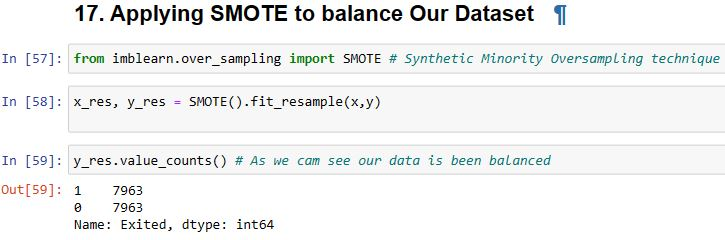 17. Applying SMOTE to balance Our Dataset ¶
In [57]: from imblearn.over_sampling import SMOTE # Synthetic Minority Oversampling technique
In [58]: x_res, y_res = SMOTE().fit_resample(x,y)
In [59]: y_res.value_counts() # As we cam see our data is been balanced
Out[59]: 1    7963
0    7963
Name: Exited, dtype: int64